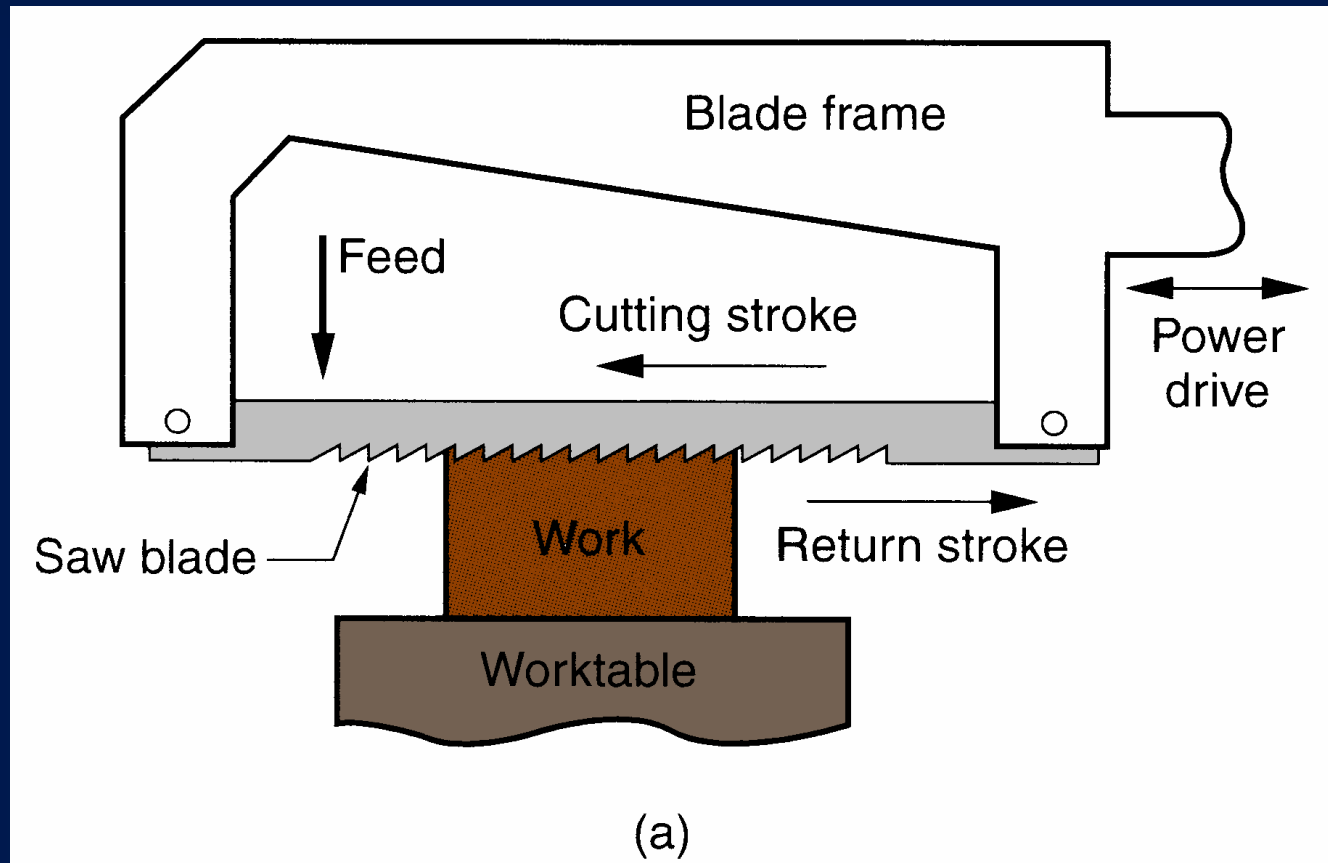 Blade frame
Feed
Cutting stroke
Power
drive
Saw blade
Work
Return stroke
Worktable
(a)